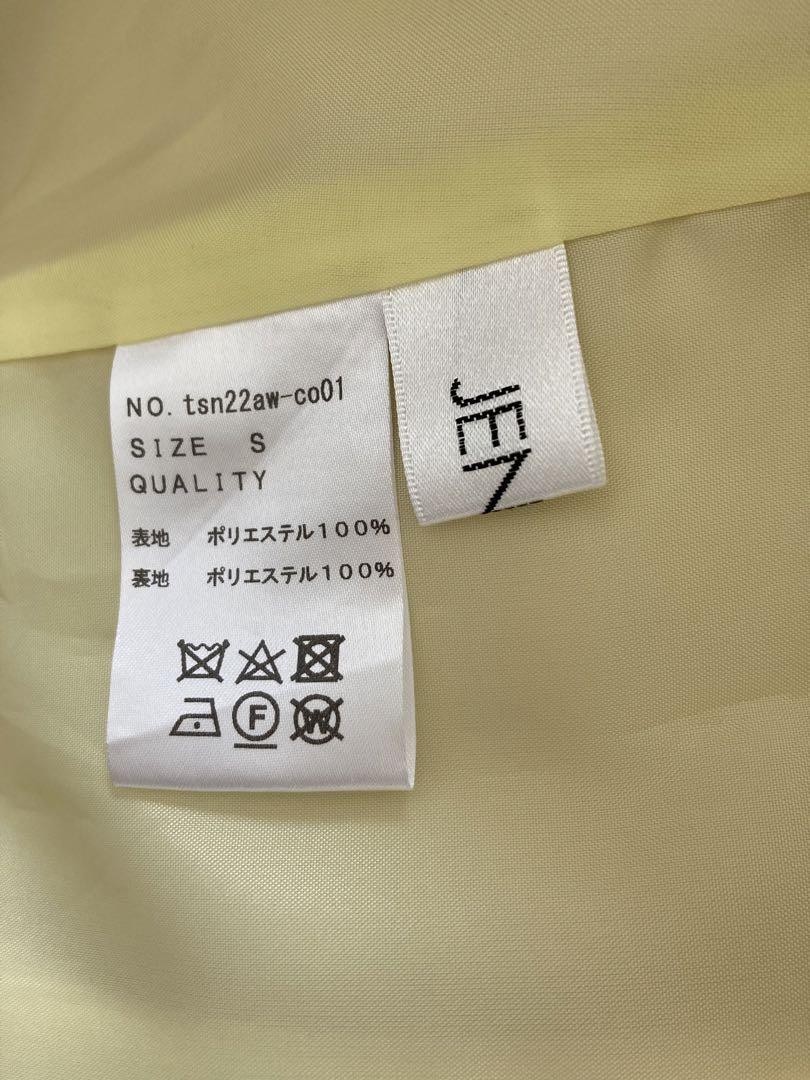 NO. tsn22aw-co01
SIZE S
QUALITY
表地 ポリエステル100%
裏地 ポリエステル100%
F
W
JEN